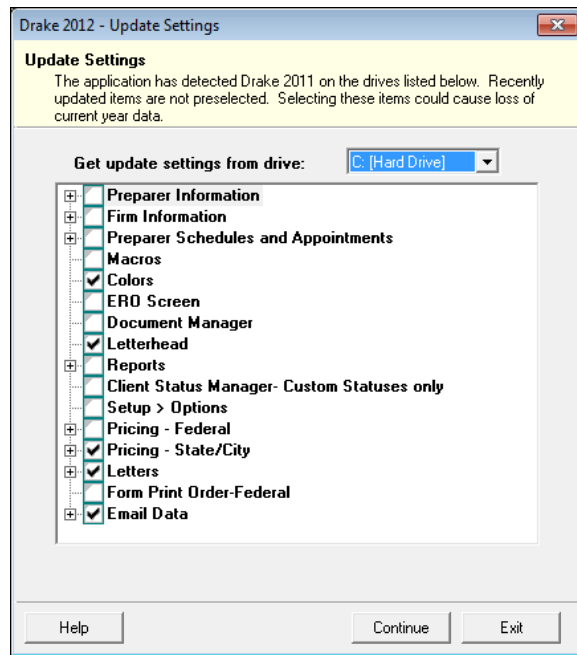 Drake 2012 - Update Settings
Update Settings
The application has detected Drake 2011 on the drives listed below.  Recently
updated items are not preselected.  Selecting these items could cause loss of
current year data.
Get update settings from drive: C: [Hard Drive]
Preparer Information
Firm Information
Preparer Schedules and Appointments
Macros
Colors
ERO Screen
Document Manager
Letterhead
Reports
Client Status Manager- Custom Statuses only
Setup > Options
Pricing - Federal
Pricing - State/City
Letters
Form Print Order-Federal
Email Data
Help Continue Exit